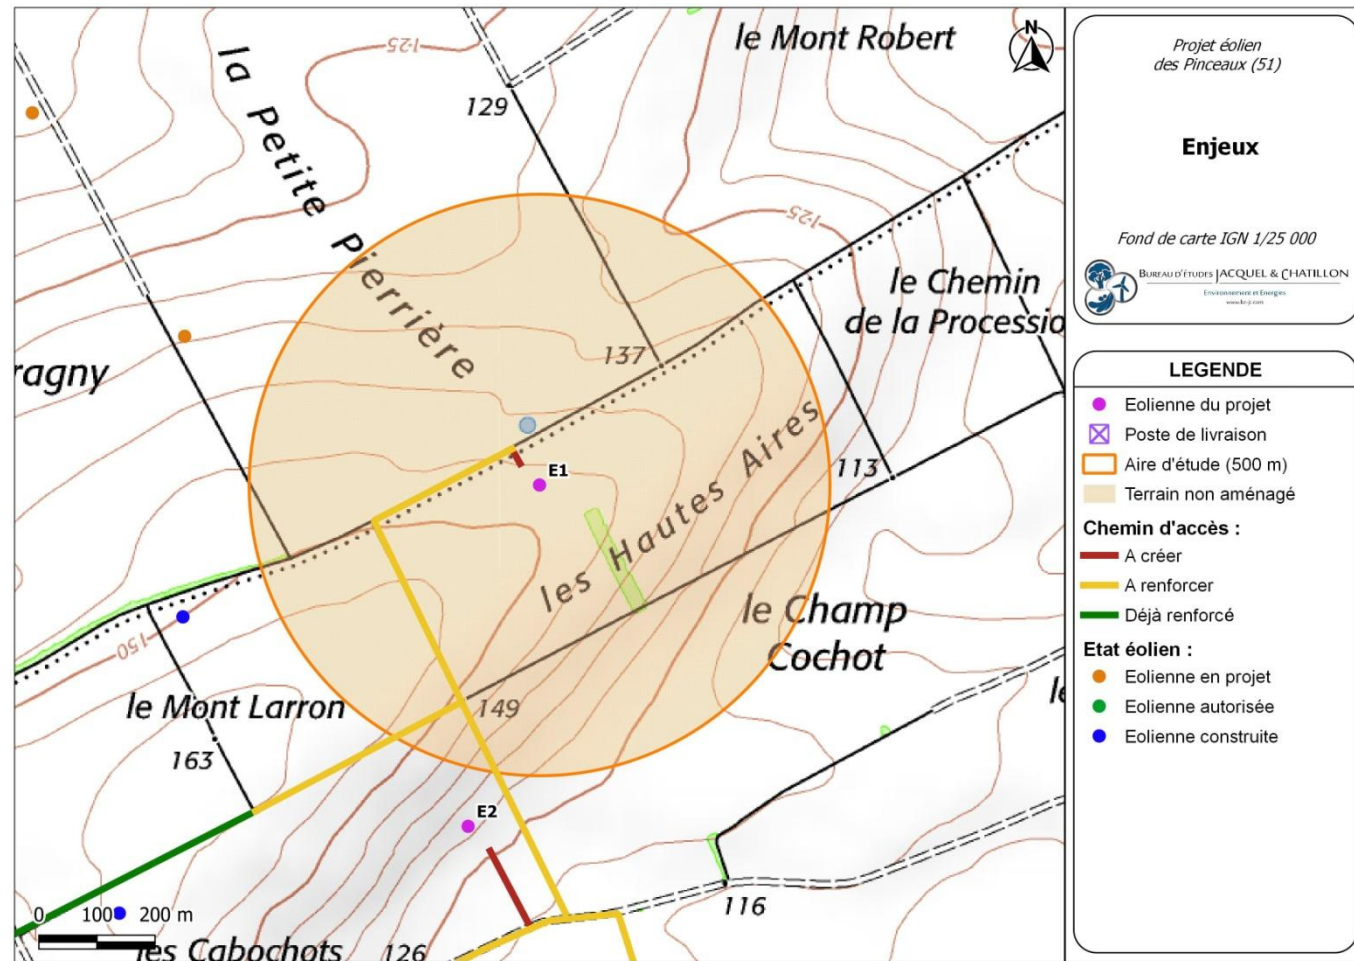 le Mont Robert
N
125
la Petite Pierrière
129
125
le Chemin
de la Processio
ragny
137
les Hautes Aires
113
E1
le Champ
Cochot
150
le Mont Larron
149
163
E2
116
0 100 200 m
les Cabochots
126
Projet éolien
des Pinceaux (51)
Enjeux
Fond de carte IGN 1/25 000
BUREAU D'ÉTUDES JACQUEL & CHATILLON
Environnement et Energies
LEGENDE
Eolienne du projet
Poste de livraison
Aire d'étude (500 m)
Terrain non aménagé
Chemin d'accès :
A créer
A renforcer
Déjà renforcé
Etat éolien :
Eolienne en projet
Eolienne autorisée
Eolienne construite